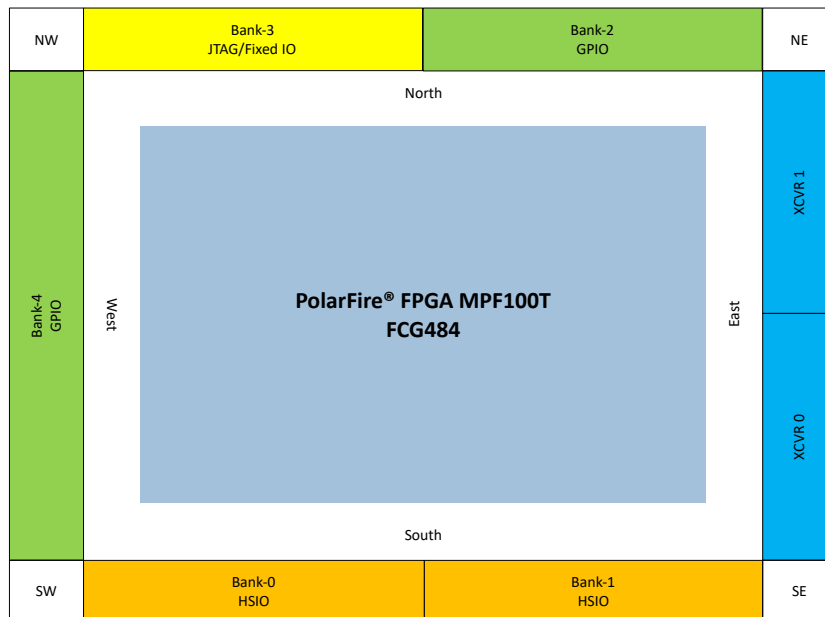 NW
Bank-3
JTAG/Fixed IO
Bank-2
GPIO
NE
North
Bank-4
GPIO
West
PolarFire® FPGA MPF100T
FCG484
East
XCVR 1
XCVR 0
South
SW
Bank-0
HSIO
Bank-1
HSIO
SE